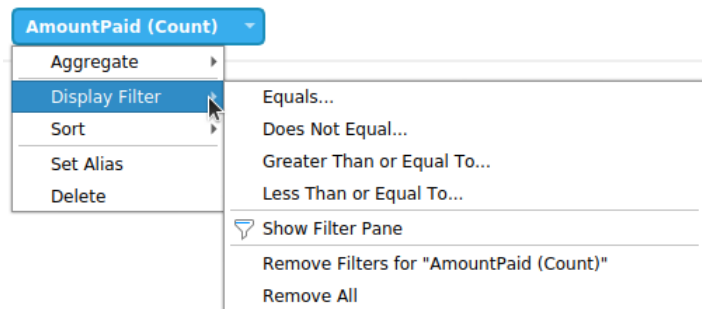 AmountPaid (Count)
Aggregate
Display Filter
Sort
Set Alias
Delete
Equals...
Does Not Equal...
Greater Than or Equal To...
Less Than or Equal To...
Show Filter Pane
Remove Filters for "AmountPaid (Count)"
Remove All